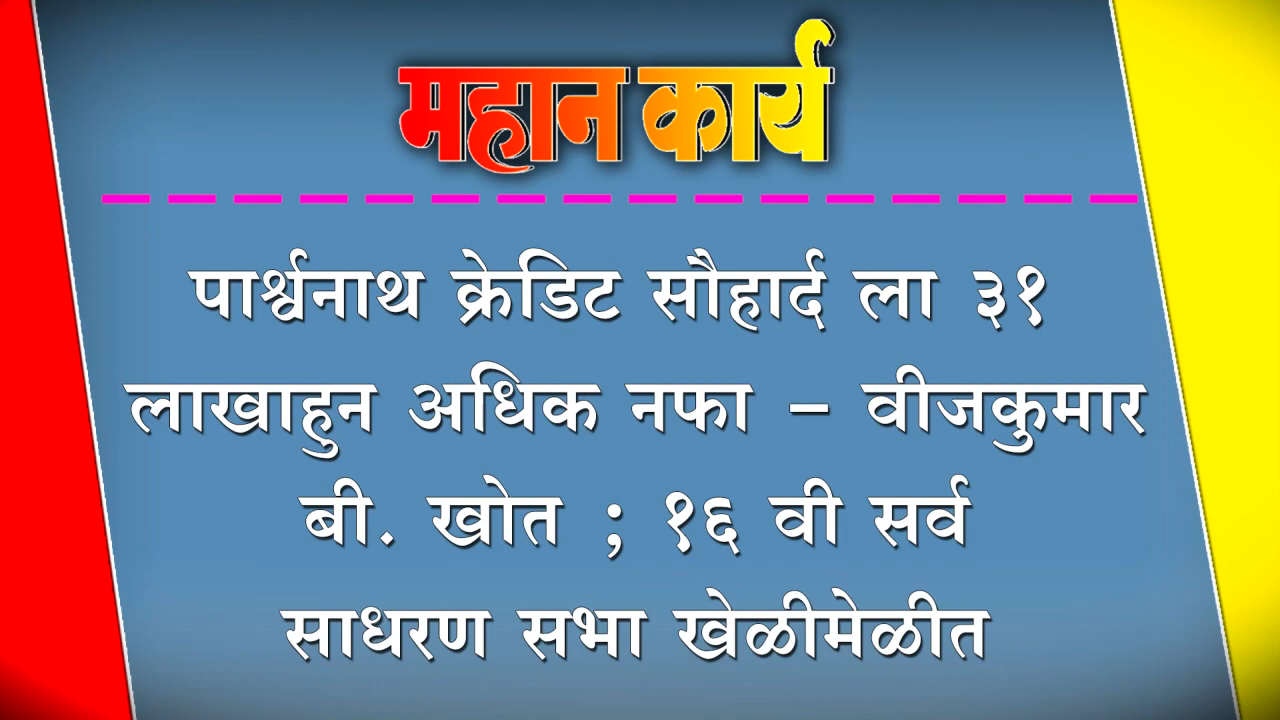 महान कार्य
पार्श्वनाथ क्रेडिट सौहार्द ला ३१
लाखाहुन अधिक नफा – वीजकुमार
बी. खोत ; १६ वी सर्व
साधरण सभा खेळीमेळीत